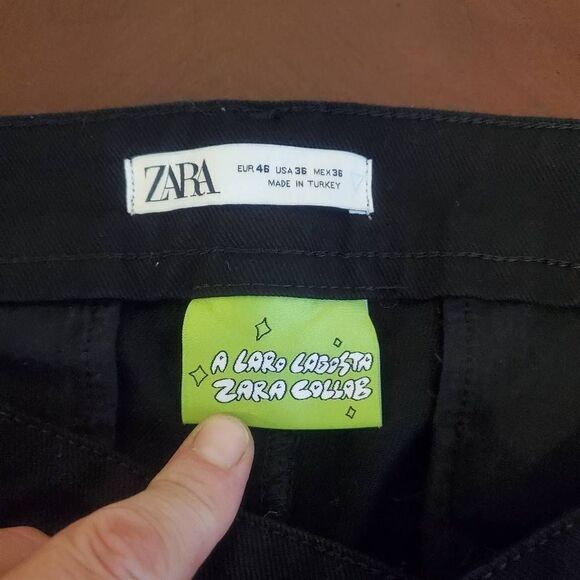 ZARA
EUR 46 USA 36 MEX 36
MADE IN TURKEY
A LARO LAGOSTA
ZARA COLLAB